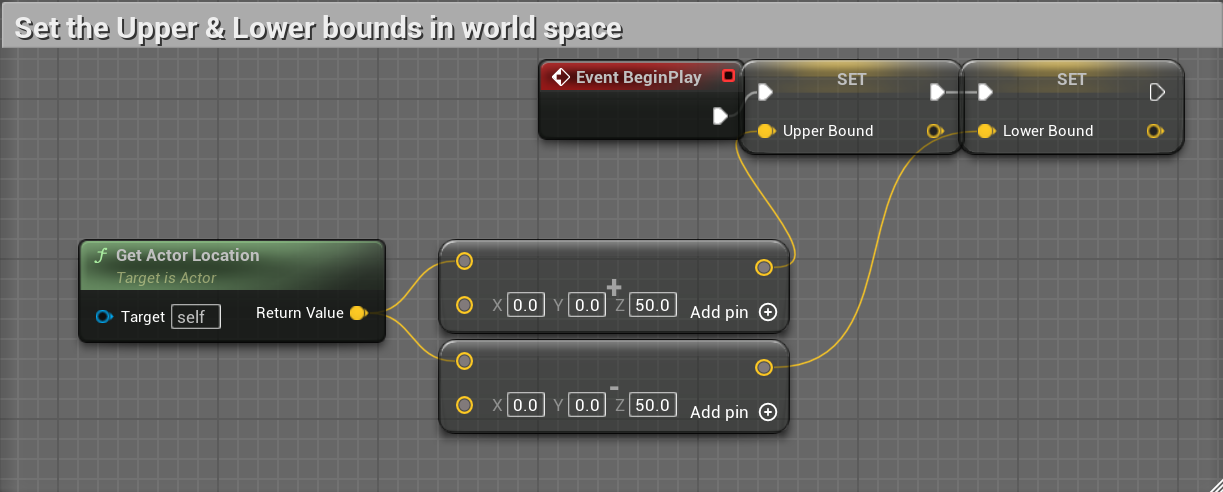 Set the Upper & Lower bounds in world space
Event BeginPlay
SET
SET
Upper Bound
Lower Bound
f Get Actor Location
Target is Actor
Target self
Return Value
+
X 0.0 Y 0.0 Z 50.0
Add pin
-
X 0.0 Y 0.0 Z 50.0
Add pin